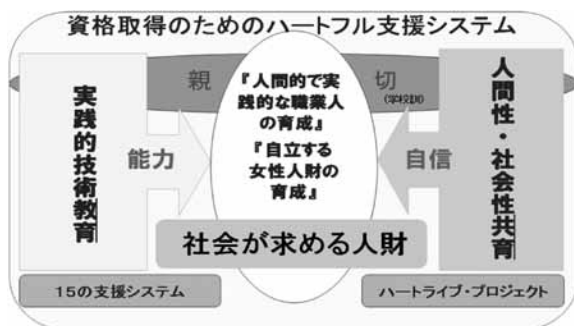 資格取得のためのハートフル支援システム
親 切
(学校訓)
『人間的で実
践的な職業人
の育成』
『自立する
女性人財の
育成』
実践的技術教育
能力
自信
人間性・社会性共育
社会が求める人財
15の支援システム
ハートライブ・プロジェクト